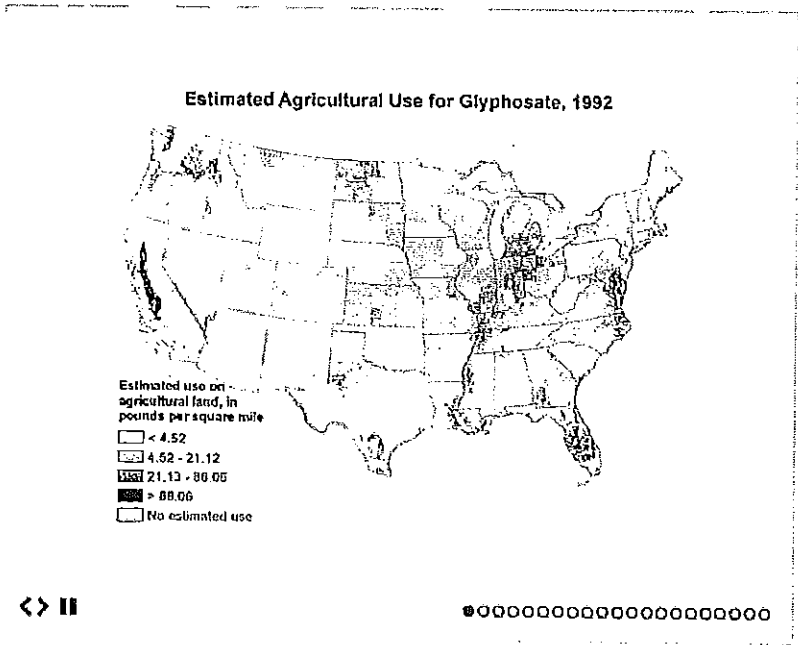 Estimated Agricultural Use for Glyphosate, 1992
Estimated use on
agricultural land, in
pounds per square mile
< 4.52
4.52 - 21.12
21.13 - 88.06
> 88.06
No estimated use